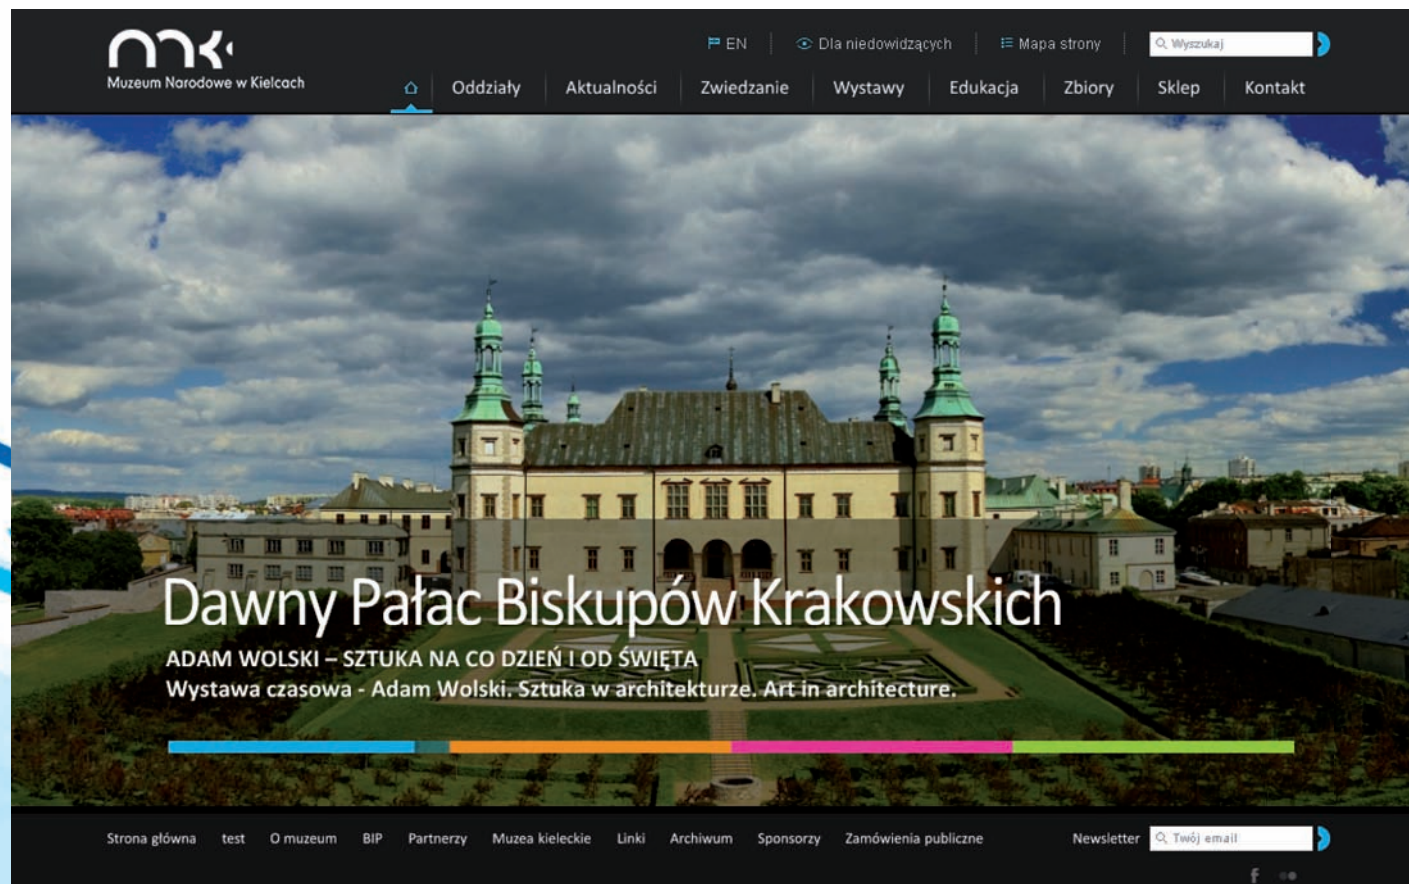 EN
Dla niedowidzących
Mapa strony
Wyszukaj
Muzeum Narodowe w Kielcach
Oddziały
Aktualności
Zwiedzanie
Wystawy
Edukacja
Zbiory
Sklep
Kontakt
Dawny Pałac Biskupów Krakowskich
ADAM WOLSKI – SZTUKA NA CO DZIEŃ I OD ŚWIĘTA
Wystawa czasowa - Adam Wolski. Sztuka w architekturze. Art in architecture.
Strona główna
test
O muzeum
BIP
Partnerzy
Muzea kieleckie
Linki
Archiwum
Sponsorzy
Zamówienia publiczne
Newsletter
Twój email